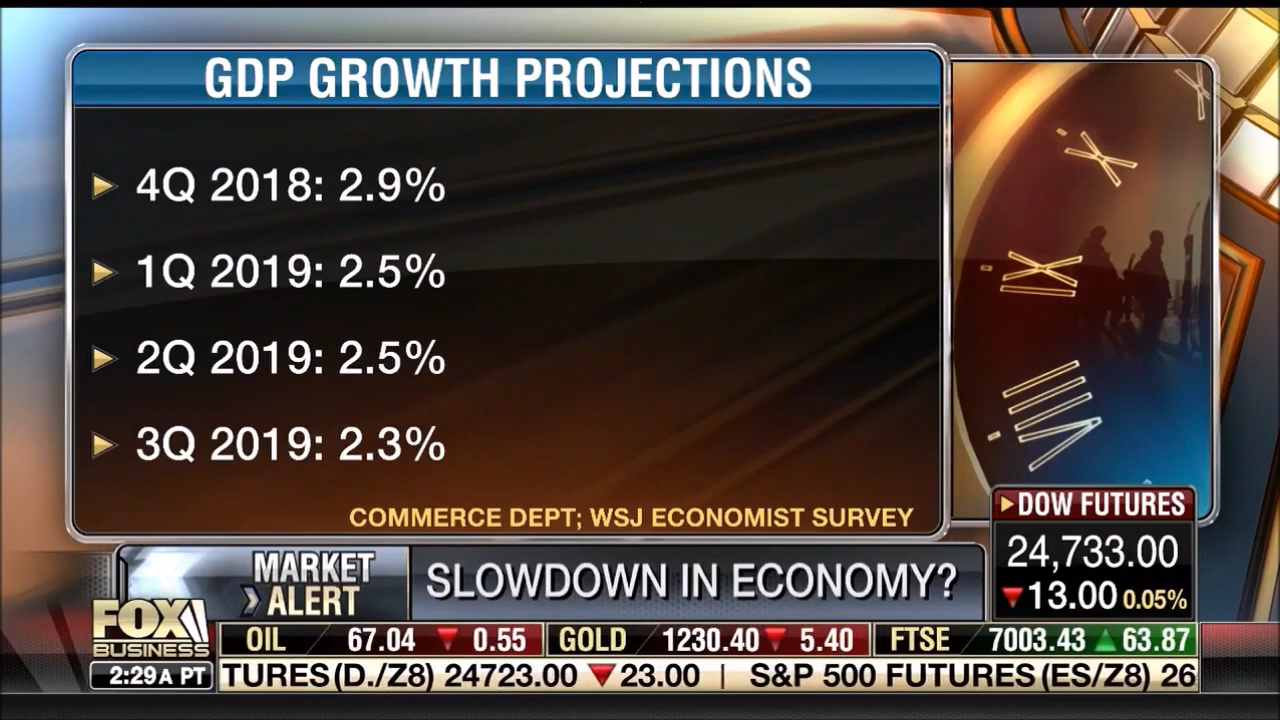 GDP GROWTH PROJECTIONS
4Q 2018: 2.9%
1Q 2019: 2.5%
2Q 2019: 2.5%
3Q 2019: 2.3%
COMMERCE DEPT; WSJ ECONOMIST SURVEY
DOW FUTURES
24,733.00
13.00 0.05%
MARKET
ALERT
SLOWDOWN IN ECONOMY?
FOX
BUSINESS
OIL 67.04 0.55 GOLD 1230.40 5.40 FTSE 7003.43 63.87
2:29A PT
TURES (D./Z8) 24723.00 23.00 | S&P 500 FUTURES (ES/Z8) 26